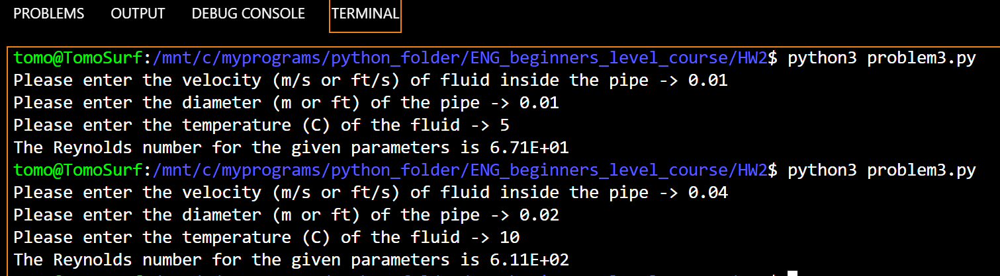 PROBLEMS OUTPUT DEBUG CONSOLE TERMINAL
tomo@TomoSurf:/mnt/c/myprograms/python_folder/ENG_beginners_level_course/HW2$ python3 problem3.py
Please enter the velocity (m/s or ft/s) of fluid inside the pipe -> 0.01
Please enter the diameter (m or ft) of the pipe -> 0.01
Please enter the temperature (C) of the fluid -> 5
The Reynolds number for the given parameters is 6.71E+01
tomo@TomoSurf:/mnt/c/myprograms/python_folder/ENG_beginners_level_course/HW2$ python3 problem3.py
Please enter the velocity (m/s or ft/s) of fluid inside the pipe -> 0.04
Please enter the diameter (m or ft) of the pipe -> 0.02
Please enter the temperature (C) of the fluid -> 10
The Reynolds number for the given parameters is 6.11E+02